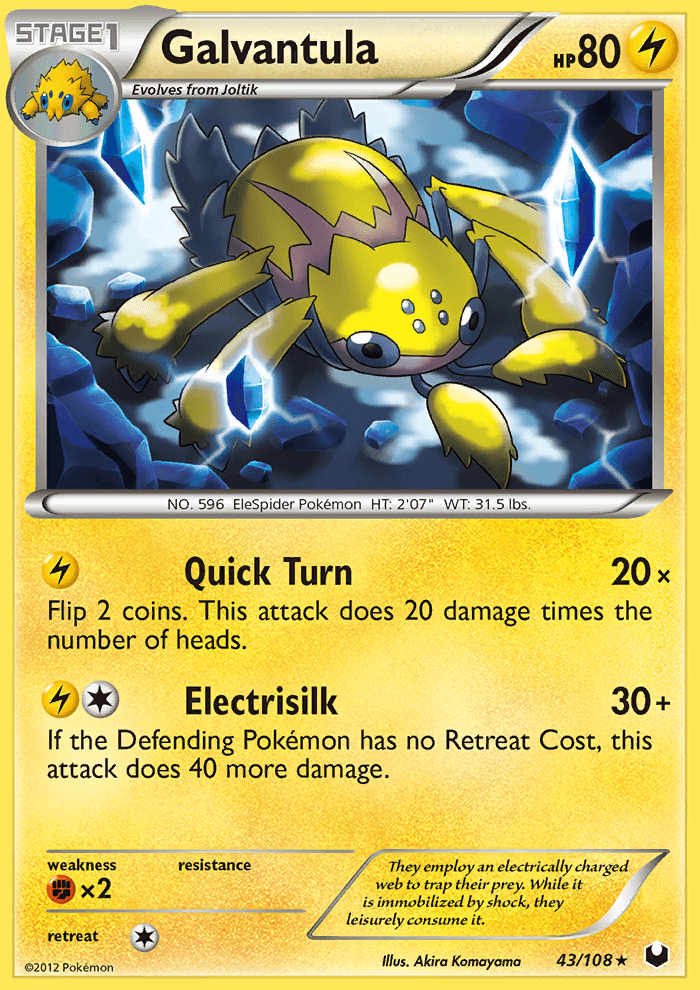 STAGE1
Galvantula
HP80
Evolves from Joltik
NO. 596 EleSpider Pokémon HT: 2'07" WT: 31.5 lbs.
Quick Turn 20×
Flip 2 coins. This attack does 20 damage times the
number of heads.
Electrisilk 30+
If the Defending Pokémon has no Retreat Cost, this
attack does 40 more damage.
weakness resistance
×2
retreat
They employ an electrically charged
web to trap their prey. While it
is immobilized by shock, they
leisurely consume it.
©2012 Pokémon
Illus. Akira Komayama
43/108★